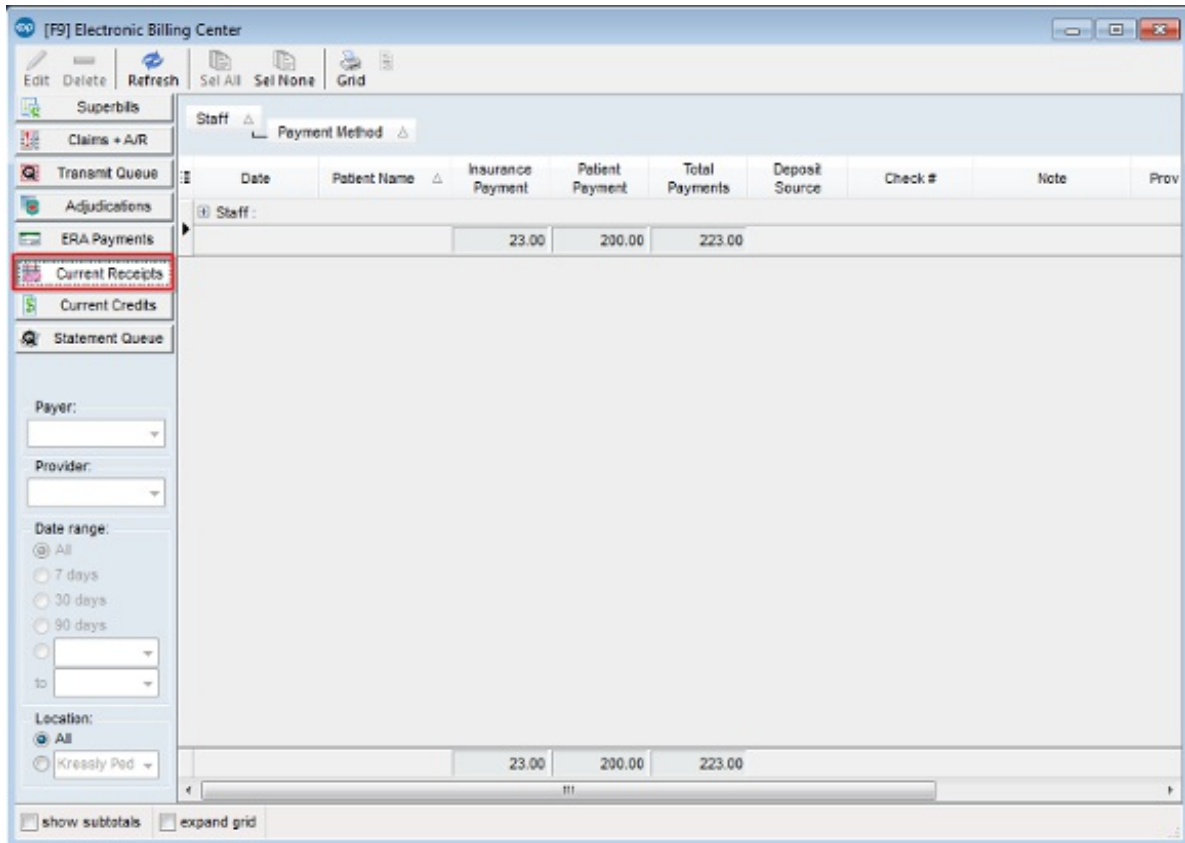 [F9] Electronic Billing Center
Edit Delete Refresh Sel All Sel None Grid
Superbills
Claims + A/R
Transmit Queue
Adjudications
ERA Payments
Current Receipts
Current Credits
Statement Queue
Payer:
Provider:
Date range:
All
7 days
30 days
90 days
to
Location:
All
Kressly Ped
Staff
Payment Method
Date Patient Name Insurance Payment Patient Payment Total Payments Deposit Source Check # Note Prov
Staff :
23.00 200.00 223.00
23.00 200.00 223.00
show subtotals expand grid